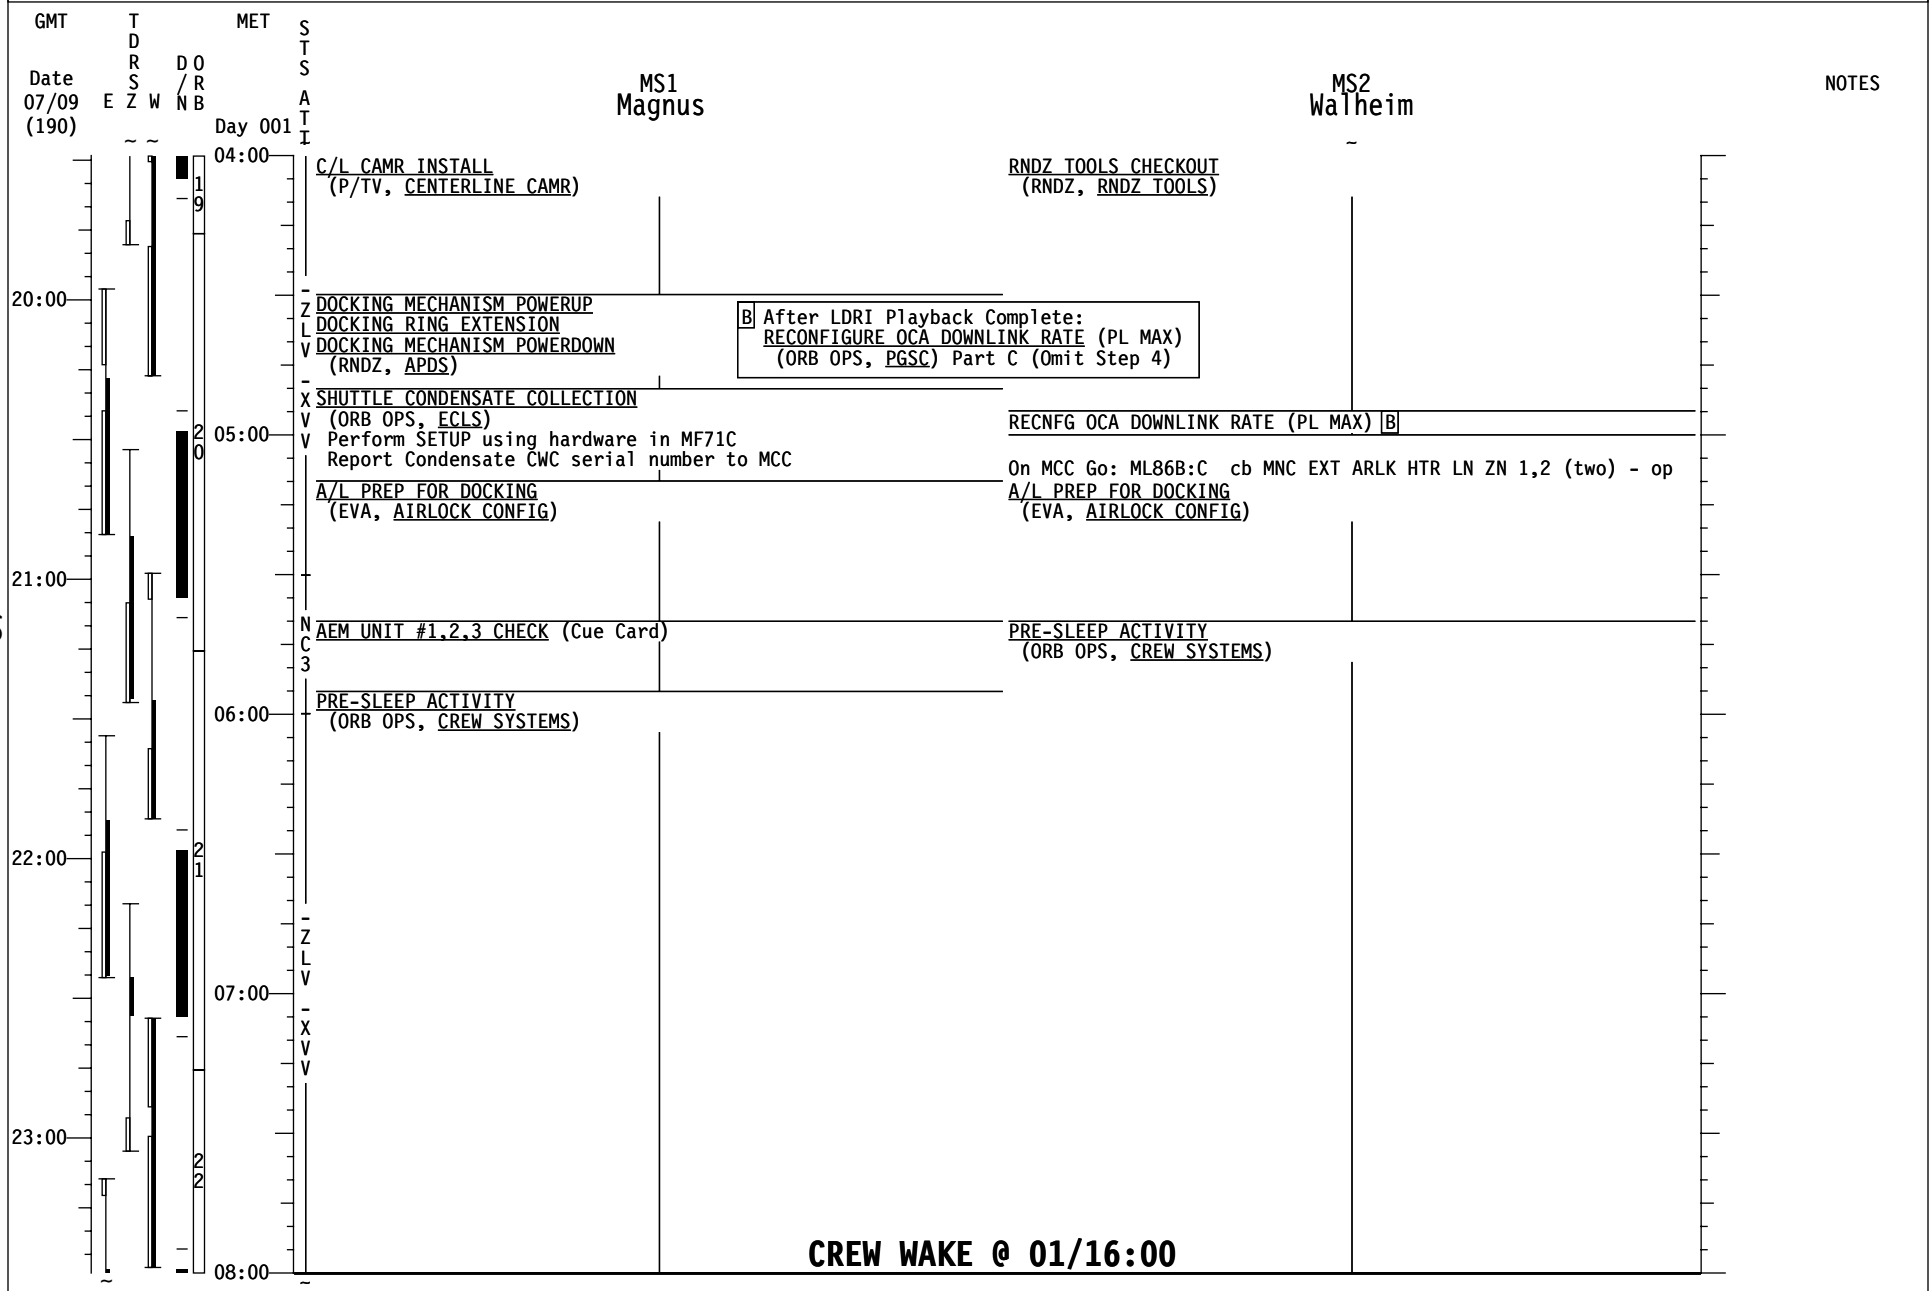 GMT
TDRSZ
MET
STS ATT
D/N
ORB
Date
07/09
(190)
E Z W
Day 001
MS1
Magnus
MS2
Walheim
NOTES
~ ~
~
04:00
C/L CAMR INSTALL
(P/TV, CENTERLINE CAMR)
RNDZ TOOLS CHECKOUT
(RNDZ, RNDZ TOOLS)
19
20:00
-ZLV
DOCKING MECHANISM POWERUP
DOCKING RING EXTENSION
DOCKING MECHANISM POWERDOWN
(RNDZ, APDS)
B After LDRI Playback Complete:
RECONFIGURE OCA DOWNLINK RATE (PL MAX)
(ORB OPS, PGSC) Part C (Omit Step 4)
-XVV
SHUTTLE CONDENSATE COLLECTION
(ORB OPS, ECLS)
Perform SETUP using hardware in MF71C
Report Condensate CWC serial number to MCC
20
05:00
RECNFG OCA DOWNLINK RATE (PL MAX) B
On MCC Go: ML86B:C cb MNC EXT ARLK HTR LN ZN 1,2 (two) - op
A/L PREP FOR DOCKING
(EVA, AIRLOCK CONFIG)
A/L PREP FOR DOCKING
(EVA, AIRLOCK CONFIG)
21:00
NC3
AEM UNIT #1,2,3 CHECK (Cue Card)
PRE-SLEEP ACTIVITY
(ORB OPS, CREW SYSTEMS)
06:00
PRE-SLEEP ACTIVITY
(ORB OPS, CREW SYSTEMS)
22:00
21
-ZLV
07:00
-XVV
23:00
22
CREW WAKE @ 01/16:00
08:00
~
~